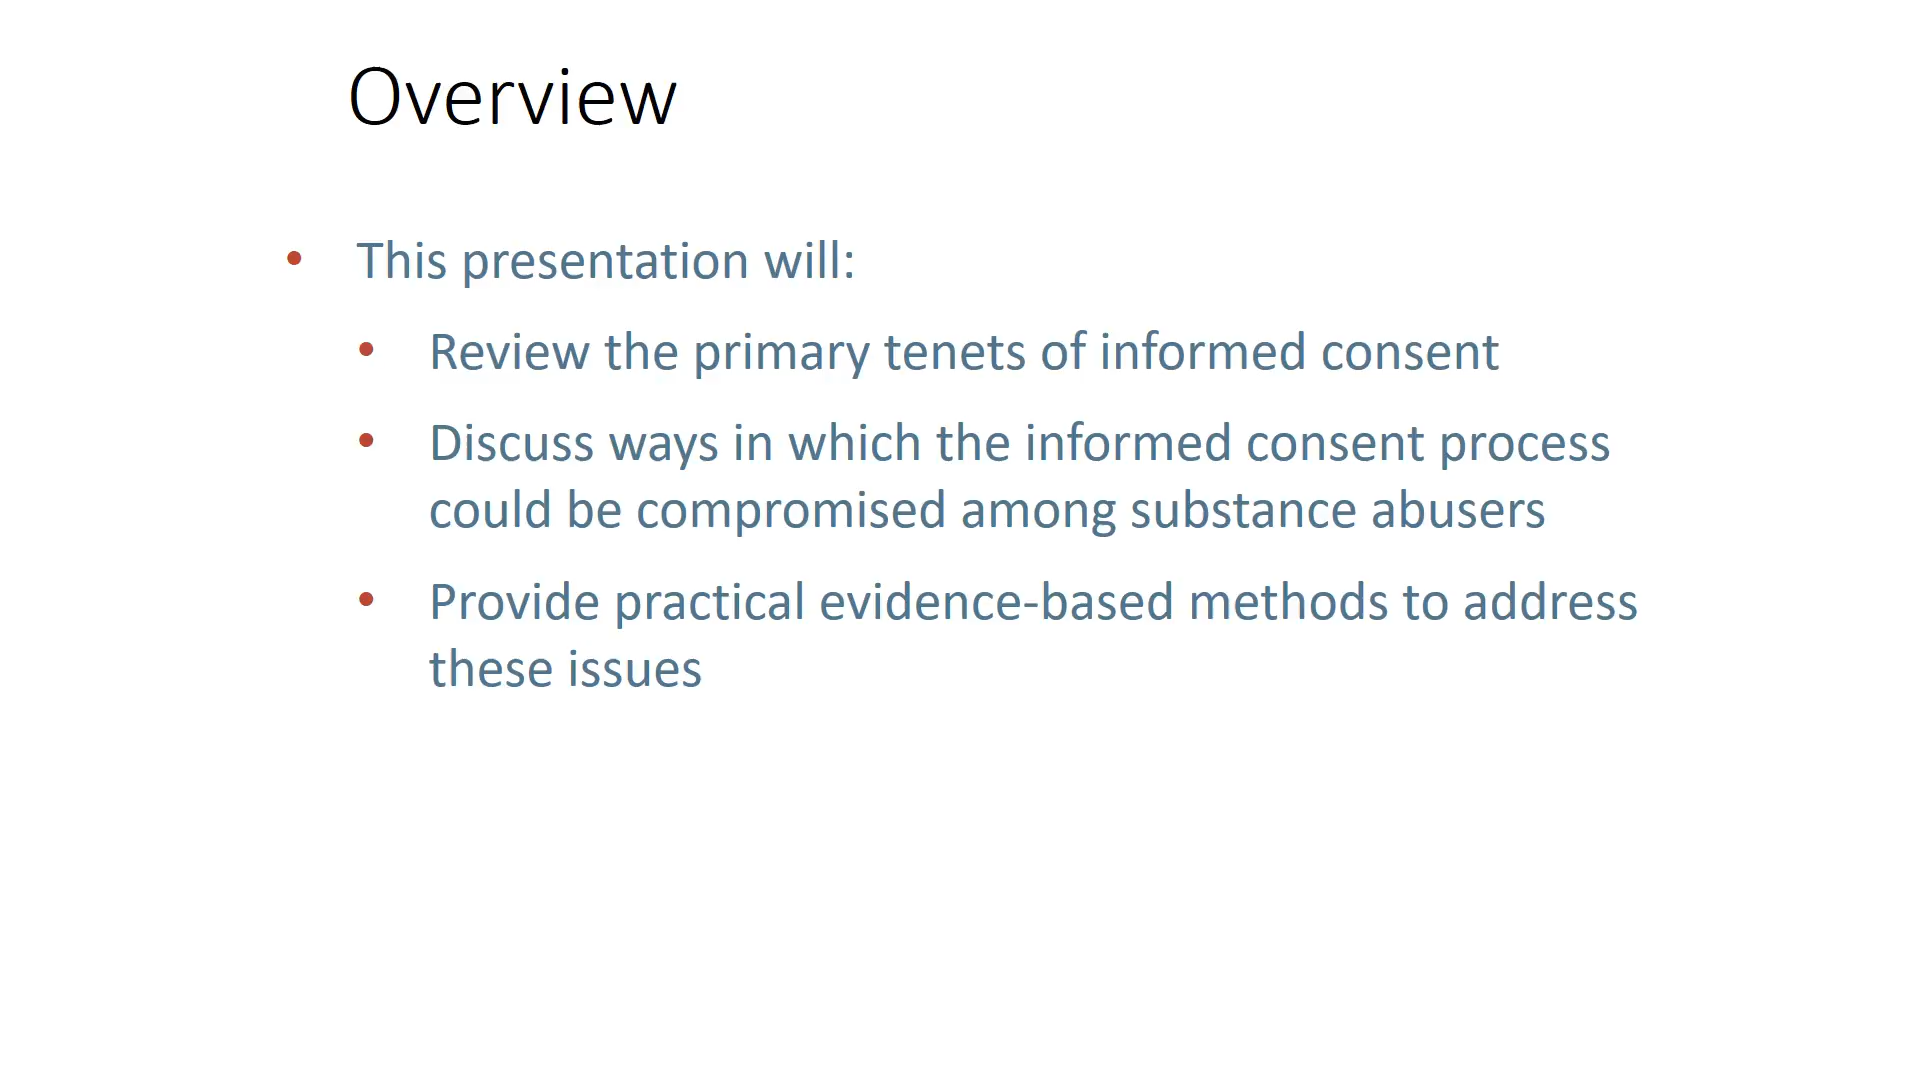 Overview
• This presentation will:
• Review the primary tenets of informed consent
• Discuss ways in which the informed consent process
could be compromised among substance abusers
• Provide practical evidence-based methods to address
these issues